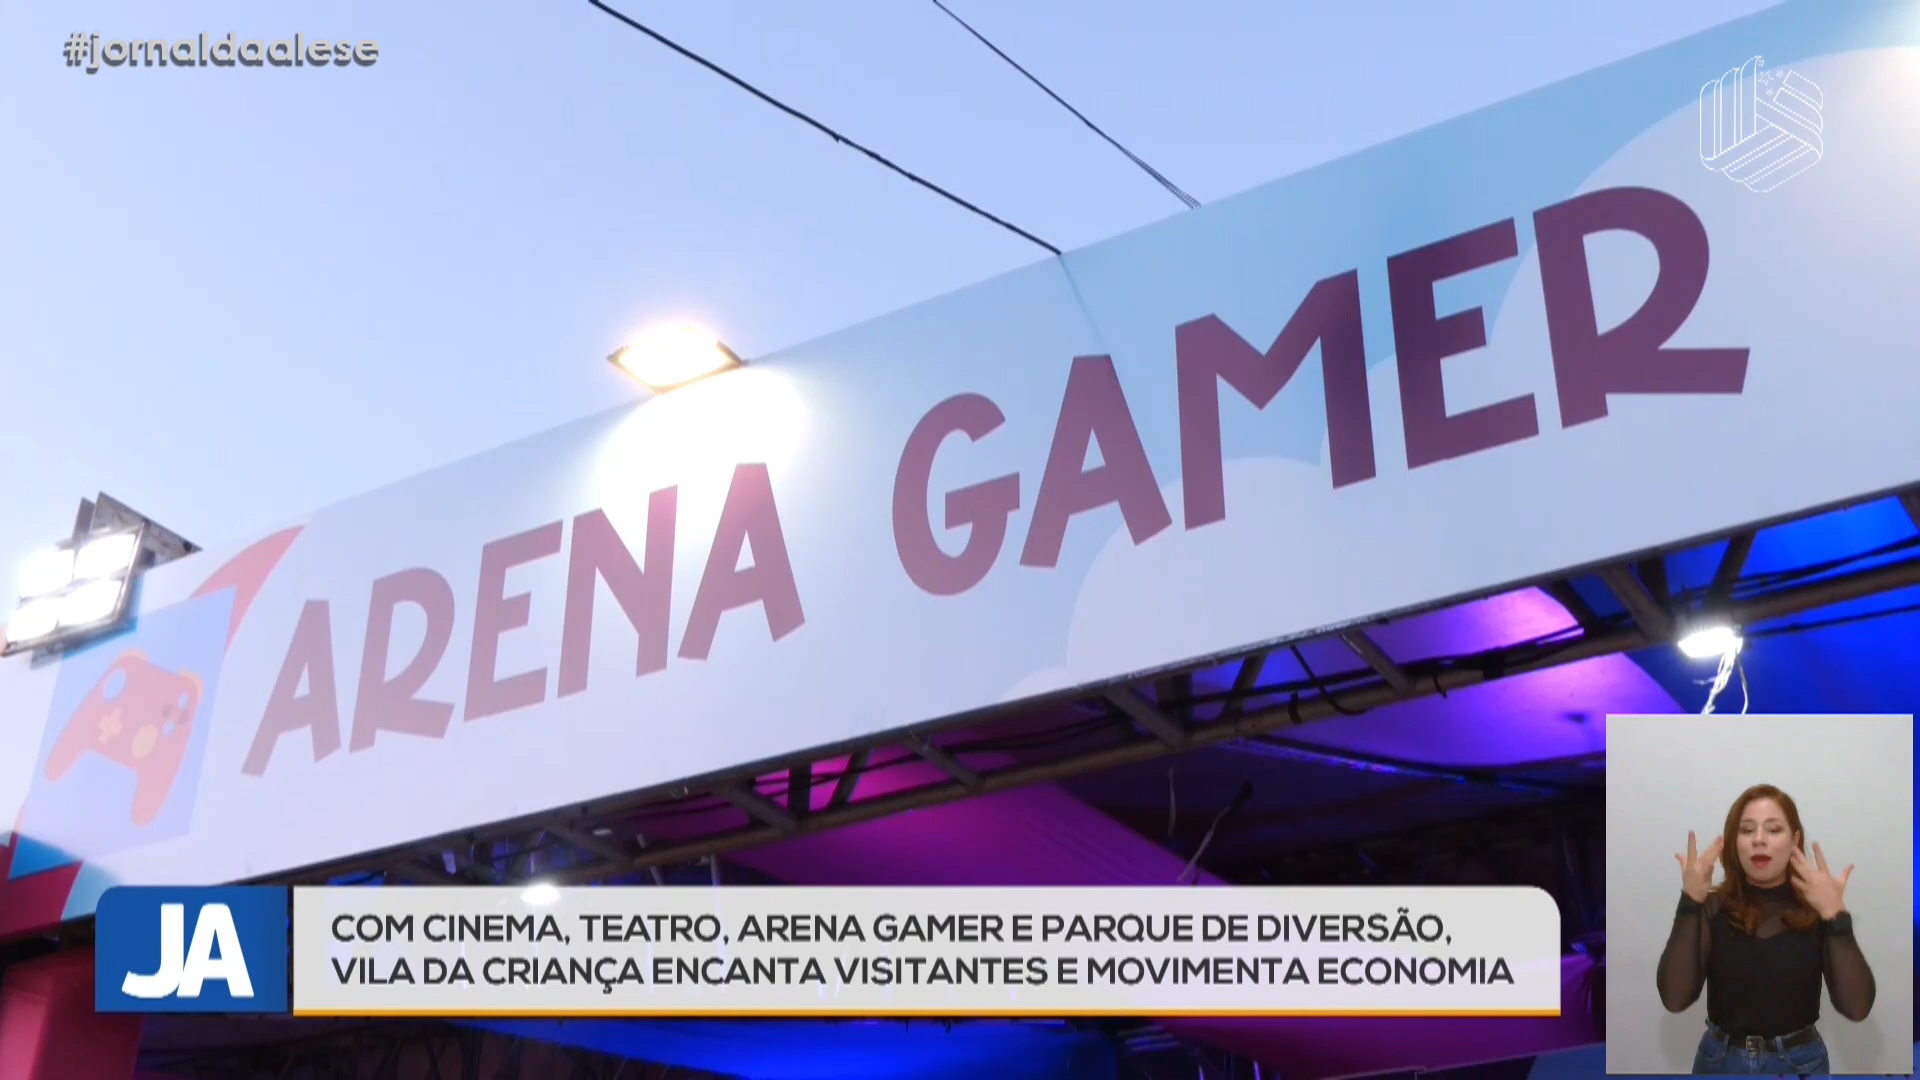 #jornaldaalese
ARENA GAMER
JA
COM CINEMA, TEATRO, ARENA GAMER E PARQUE DE DIVERSÃO,
VILA DA CRIANÇA ENCANTA VISITANTES E MOVIMENTA ECONOMIA